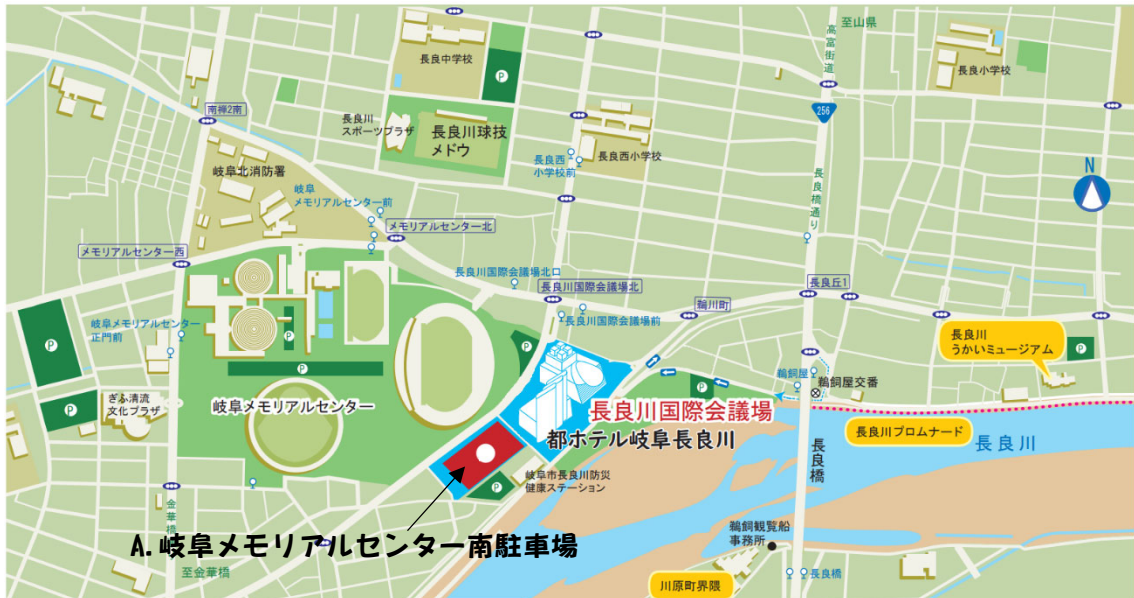 至山県
高富街道
長良中学校
P
長良小学校
南禅2南
長良川
スポーツプラザ
長良川球技
メドウ
256
長良西
小学校前
長良西小学校
岐阜北消防署
N
岐阜
メモリアルセンター前
長良橋通り
メモリアルセンター北
メモリアルセンター西
長良川国際会議場北口
長良川国際会議場北
長良丘1
鵜川町
長良川国際会議場前
岐阜メモリアルセンター
正門前
P
P
P
P
長良川
うかいミュージアム
P
鵜飼屋
鵜飼屋交番
P
P
ぎふ清流
文化プラザ
岐阜メモリアルセンター
長良川国際会議場
都ホテル岐阜長良川
長良川プロムナード
長良川
長良橋
岐阜市長良川防災
健康ステーション
P
金華橋
A.岐阜メモリアルセンター南駐車場
鵜飼観覧船
事務所
至金華橋
長良橋
川原町界隈